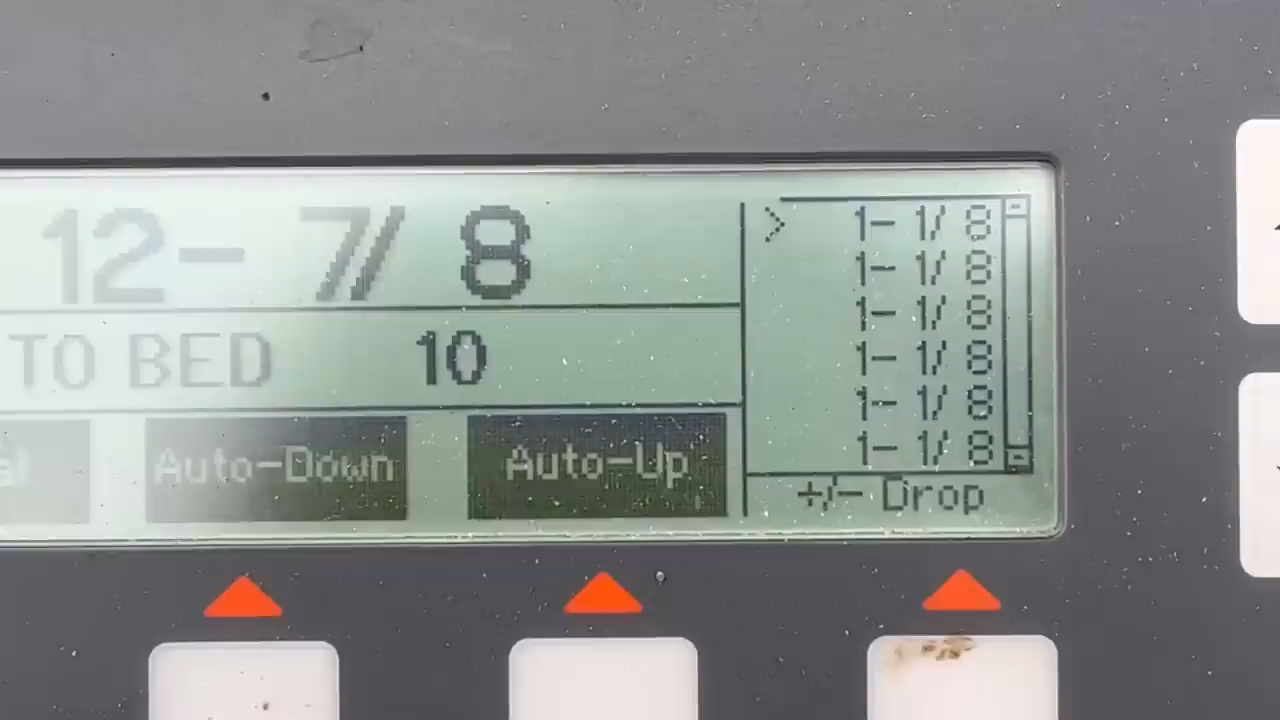 12- 7/ 8
TO BED 10
Auto-Down Auto-Up
> 1- 1/ 8
1- 1/ 8
1- 1/ 8
1- 1/ 8
1- 1/ 8
1- 1/ 8
+/- Drop